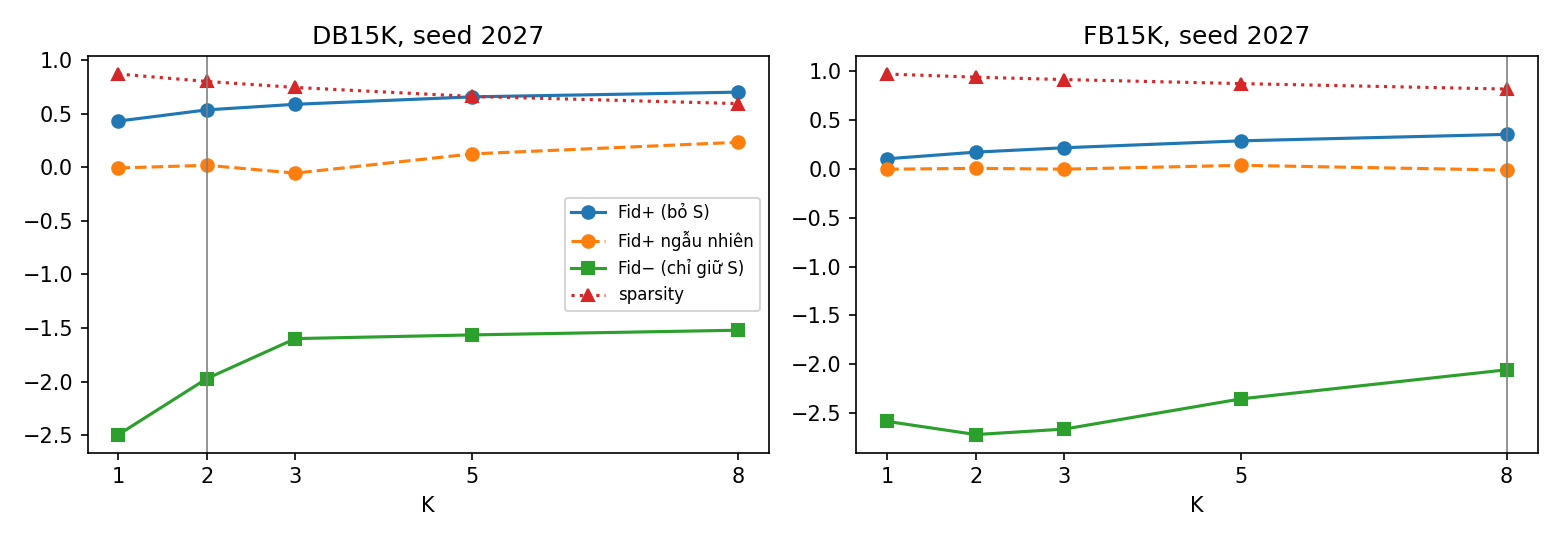 DB15K, seed 2027
1.0
0.5
0.0
−0.5
−1.0
−1.5
−2.0
−2.5
Fid+ (bỏ S)
Fid+ ngẫu nhiên
Fid− (chỉ giữ S)
sparsity
1 2 3 5 8
K
FB15K, seed 2027
1.0
0.5
0.0
−0.5
−1.0
−1.5
−2.0
−2.5
1 2 3 5 8
K